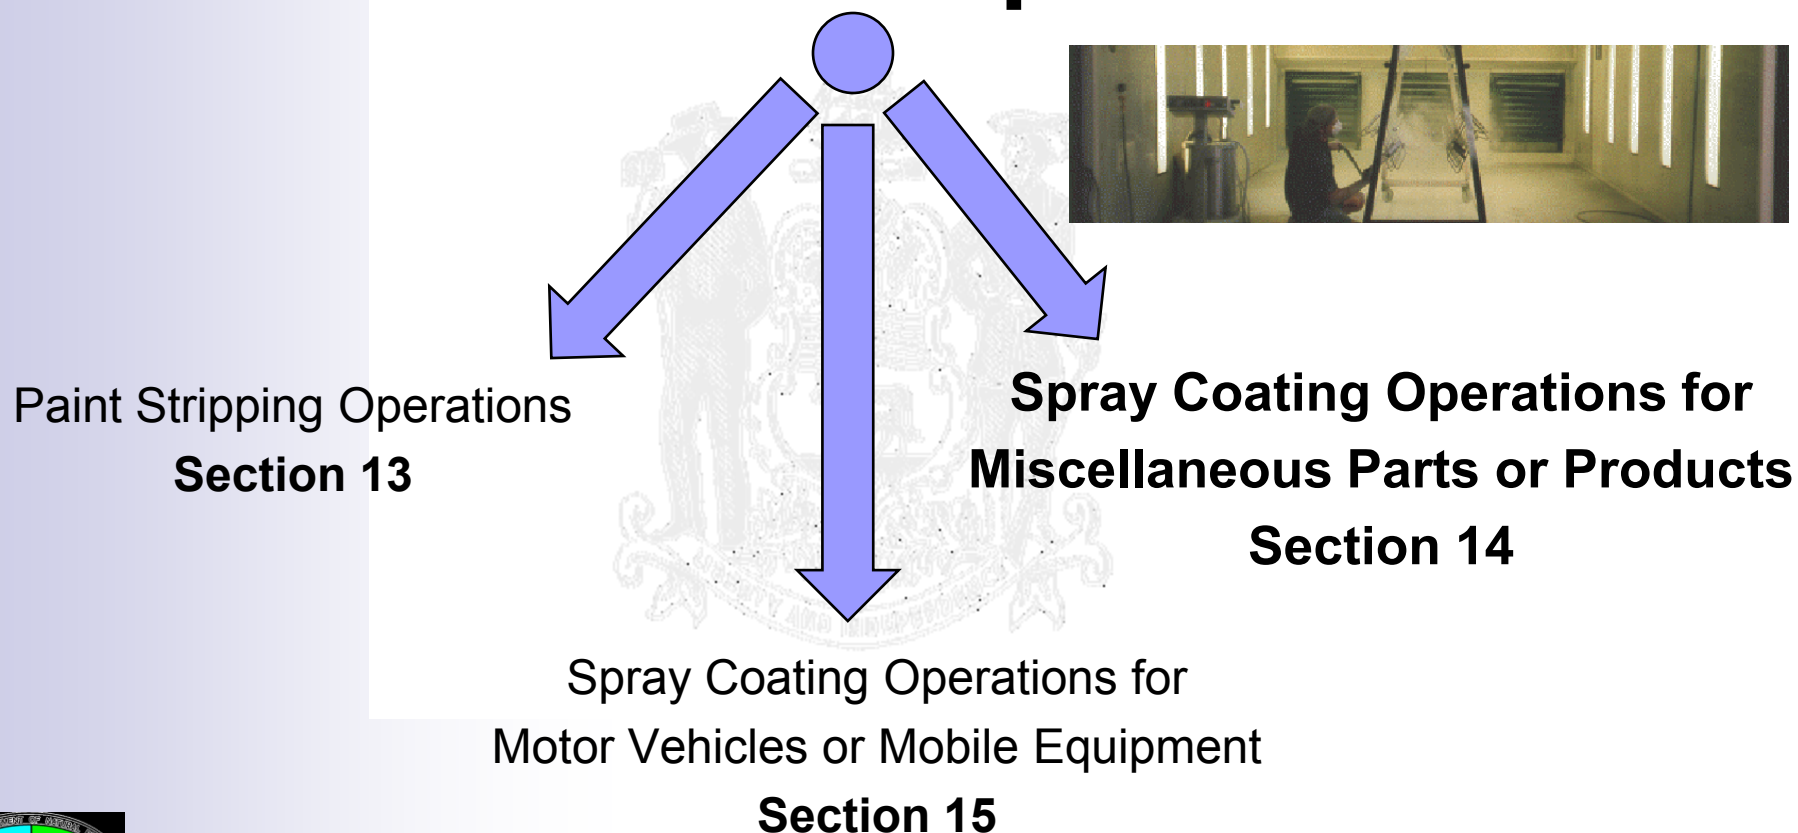 Paint Stripping Operations
Section 13
Spray Coating Operations for
Miscellaneous Parts or Products
Section 14
Spray Coating Operations for
Motor Vehicles or Mobile Equipment
Section 15